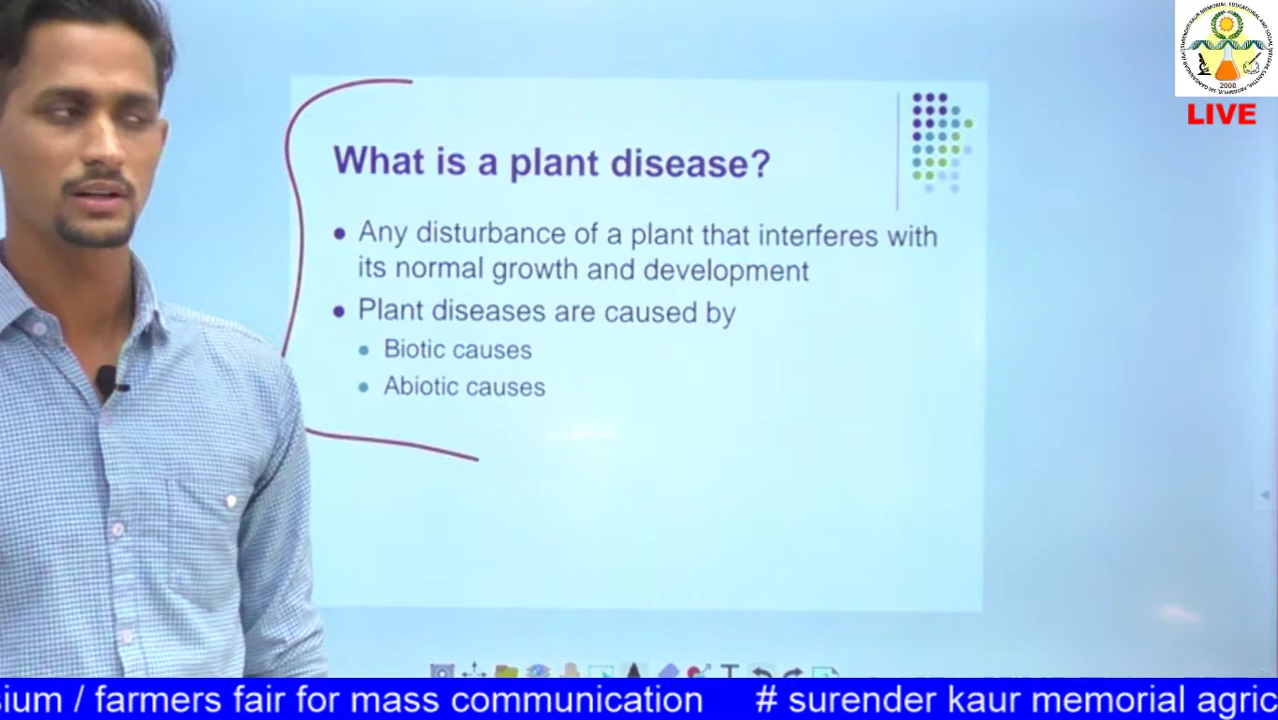 2008
LIVE
What is a plant disease?
Any disturbance of a plant that interferes with
its normal growth and development
Plant diseases are caused by
Biotic causes
Abiotic causes
sium / farmers fair for mass communication # surender kaur memorial agric